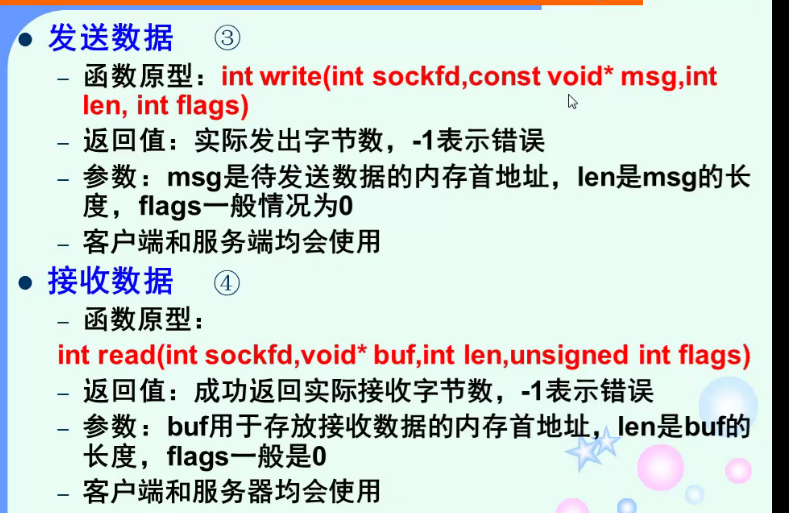 ● 发送数据 ③
– 函数原型：int write(int sockfd,const void* msg,int
len, int flags)
– 返回值：实际发出字节数，-1表示错误
– 参数：msg是待发送数据的内存首地址，len是msg的长
度，flags一般情况为0
– 客户端和服务端均会使用
● 接收数据 ④
– 函数原型：
int read(int sockfd,void* buf,int len,unsigned int flags)
– 返回值：成功返回实际接收字节数，-1表示错误
– 参数：buf用于存放接收数据的内存首地址，len是buf的
长度，flags一般是0
– 客户端和服务器均会使用